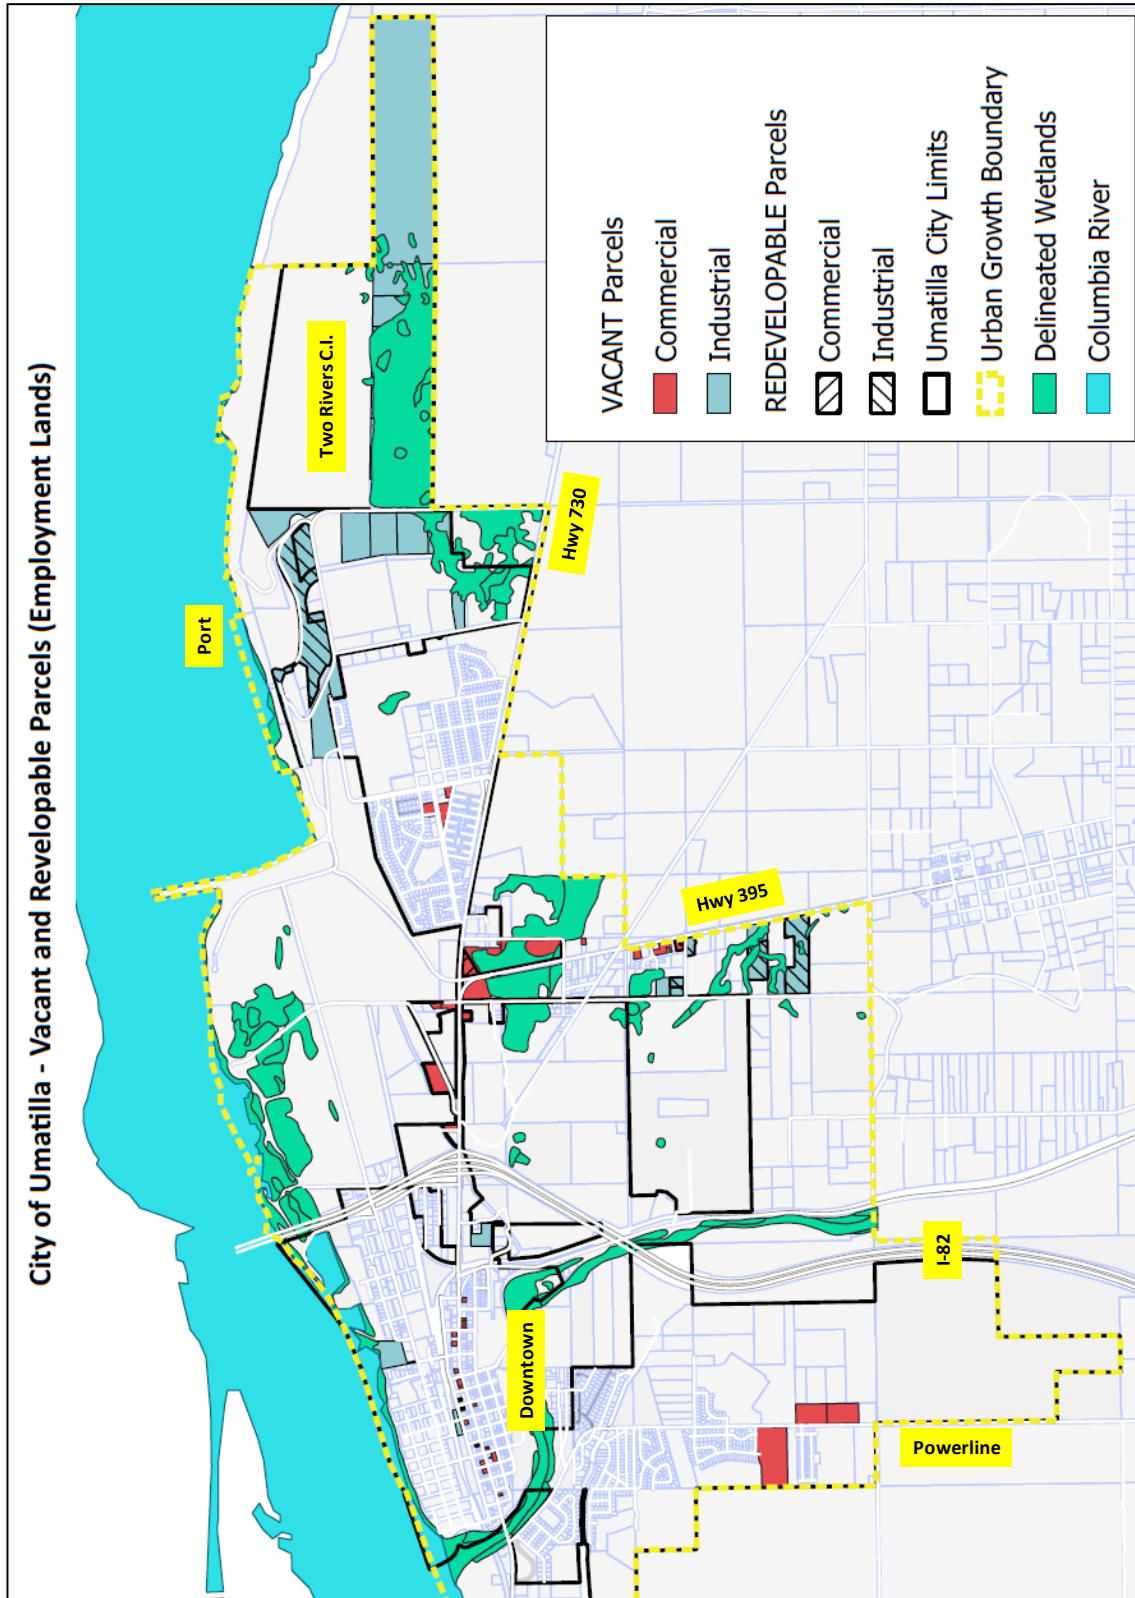 City of Umatilla - Vacant and Revelopable Parcels (Employment Lands)
Port
Two Rivers C.I.
Hwy 730
Hwy 395
Downtown
I-82
Powerline
VACANT Parcels
Commercial
Industrial
REDEVELOPABLE Parcels
Commercial
Industrial
Umatilla City Limits
Urban Growth Boundary
Delineated Wetlands
Columbia River